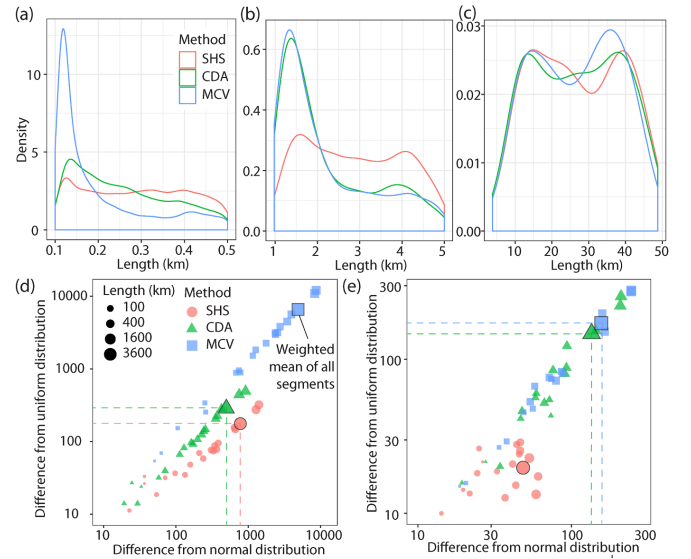 (a)
Method
SHS
CDA
MCV
Density
13
10
5
2
0
0.1 0.2 0.3 0.4 0.5
Length (km)
(b)
0.6
0.4
0.2
0.0
1 2 3 4 5
Length (km)
(c)
0.03
0.02
0.01
0.00
10 20 30 40 50
Length (km)
(d)
Length (km)
100
400
1600
3600
Method
SHS
CDA
MCV
Weighted
mean of all
segments
Difference from uniform distribution
10000
1000
100
10
10 100 1000 10000
Difference from normal distribution
(e)
Difference from uniform distribution
300
100
30
10
10 30 100 300
Difference from normal distribution